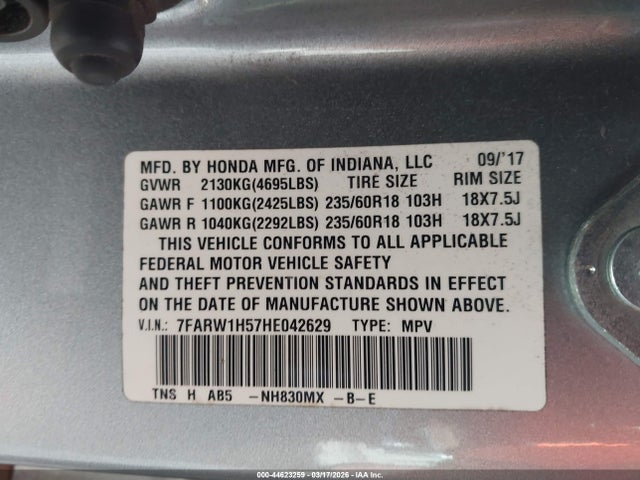 MFD. BY HONDA MFG. OF INDIANA, LLC 09/'17
GVWR 2130KG(4695LBS) TIRE SIZE RIM SIZE
GAWR F 1100KG(2425LBS) 235/60R18 103H 18X7.5J
GAWR R 1040KG(2292LBS) 235/60R18 103H 18X7.5J
THIS VEHICLE CONFORMS TO ALL APPLICABLE
FEDERAL MOTOR VEHICLE SAFETY
AND THEFT PREVENTION STANDARDS IN EFFECT
ON THE DATE OF MANUFACTURE SHOWN ABOVE.
V.I.N.: 7FARW1H57HE042629 TYPE: MPV
TNS H AB5 -NH830MX -B-E
000-44623259 - 03/17/2026 - IAA Inc.